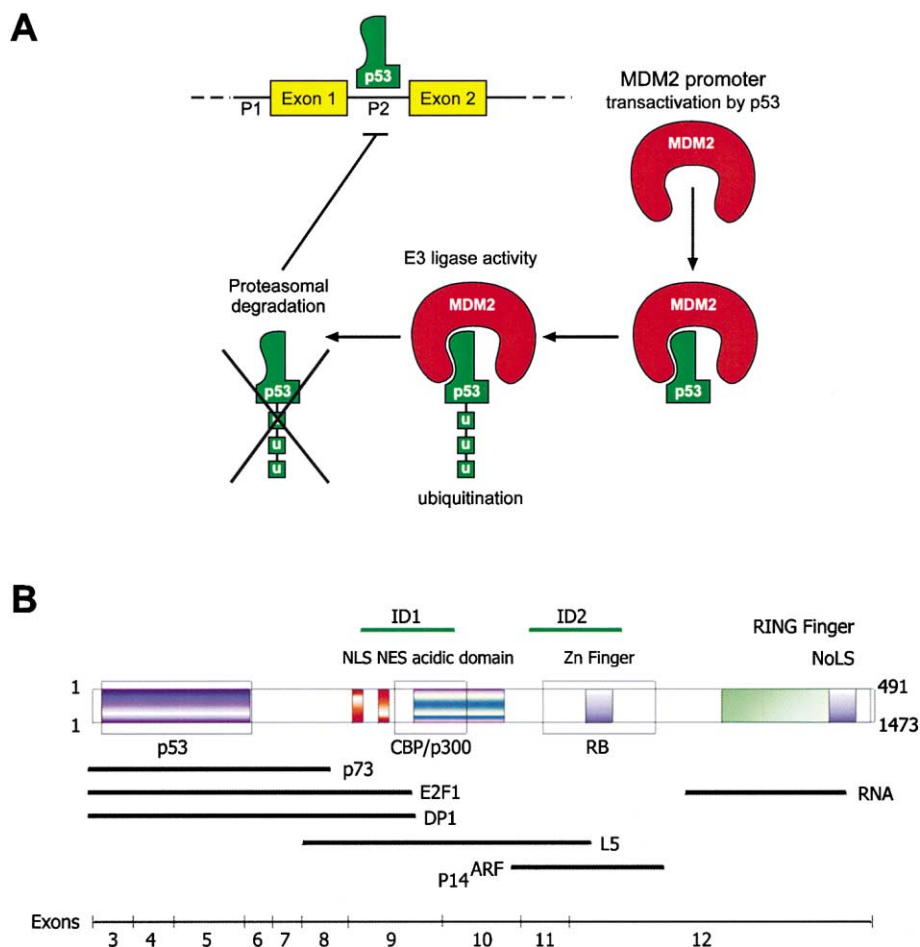 A
p53
P1 Exon 1 P2 Exon 2
MDM2 promoter
transactivation by p53
MDM2
E3 ligase activity
Proteasomal
degradation
MDM2
MDM2
p53
p53
p53
u
u
u
u
u
ubiquitination
B
ID1 ID2
RING Finger
NLS NES acidic domain Zn Finger NoLS
1 491
1 1473
p53 CBP/p300 RB
p73
E2F1 RNA
DP1
L5
P14ARF
Exons
3 4 5 6 7 8 9 10 11 12